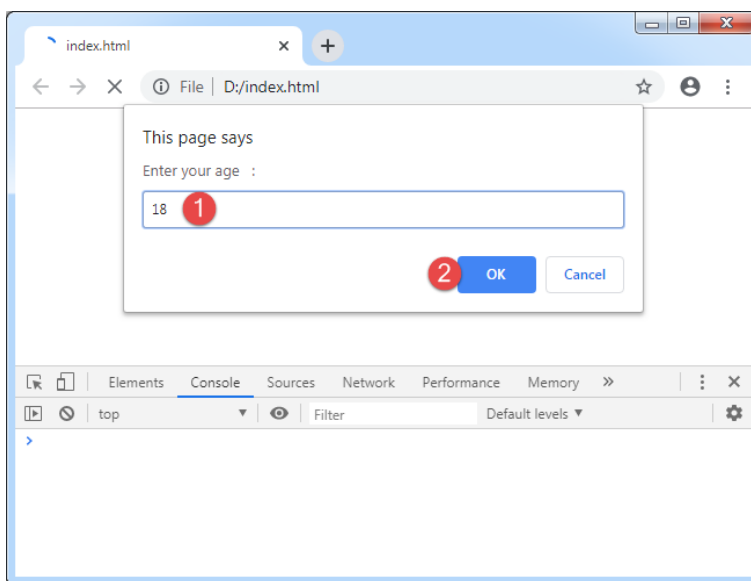 index.html
File D:/index.html
This page says
Enter your age :
18 1
2 OK Cancel
Elements Console Sources Network Performance Memory
top Filter Default levels